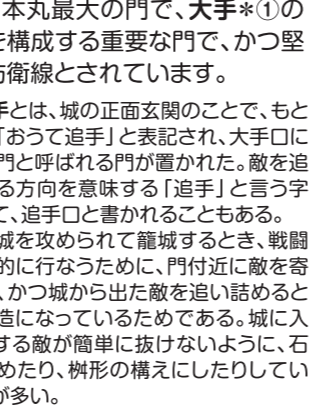 本丸最大の門で、大手＊①の
を構成する重要な門で、かつ堅
防衛線とされています。
手とは、城の正面玄関のことで、もと
「おうて追手」と表記され、大手口に
門と呼ばれる門が置かれた。敵を追
る方向を意味する「追手」と言う字
て、追手口と書かれることもある。
城を攻められて籠城するとき、戦闘
的に行なうために、門付近に敵を寄
、かつ城から出た敵を追い詰めると
造になっているためである。城に入
する敵が簡単に抜けないように、石
めたり、桝形の構えにしたりしてい
が多い。